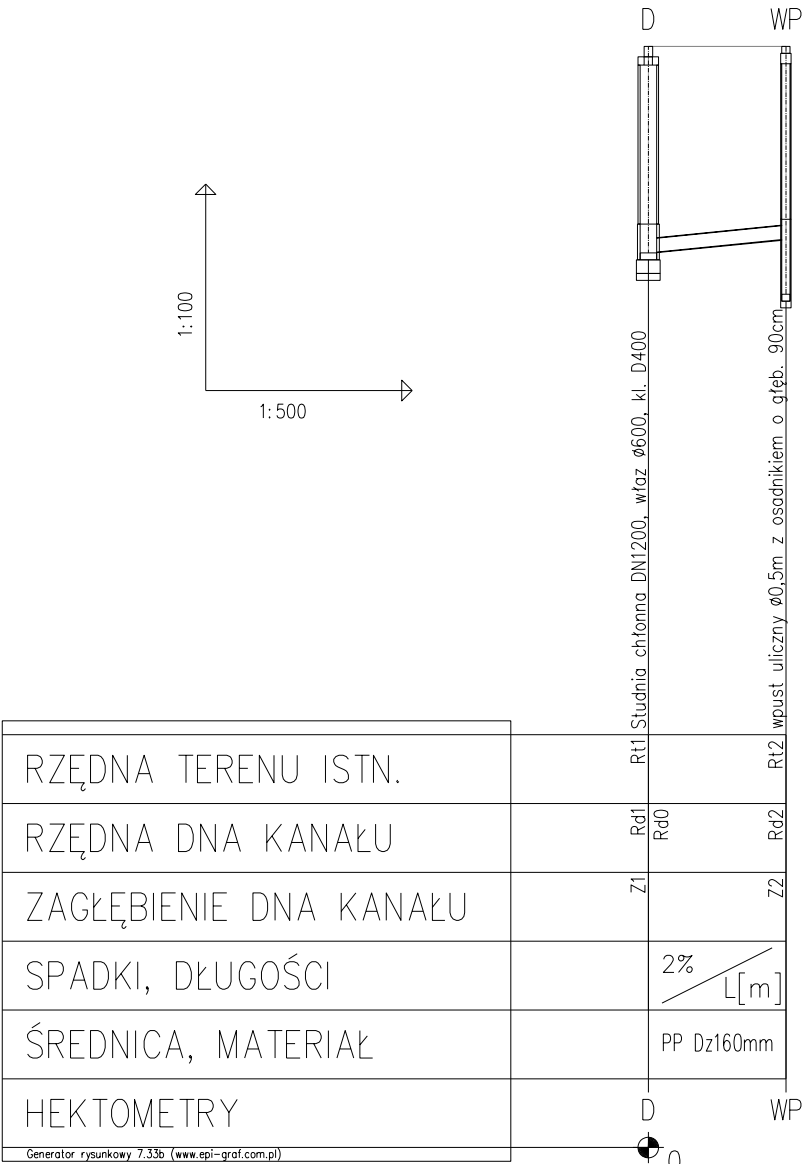 D WP
1:100
1:500
Studnia chłonna DN1200, właz ø600, kl. D400
wpust uliczny ø0,5m z osadnikiem o głęb. 90cm
RZĘDNA TERENU ISTN. Rt1 Rt2
RZĘDNA DNA KANAŁU Rd1 Rd0 Rd2
ZAGŁĘBIENIE DNA KANAŁU Z1 Z2
SPADKI, DŁUGOŚCI 2% L[m]
ŚREDNICA, MATERIAŁ PP Dz160mm
HEKTOMETRY D WP
Generator rysunkowy 7.33b (www.epi-graf.com.pl) 0